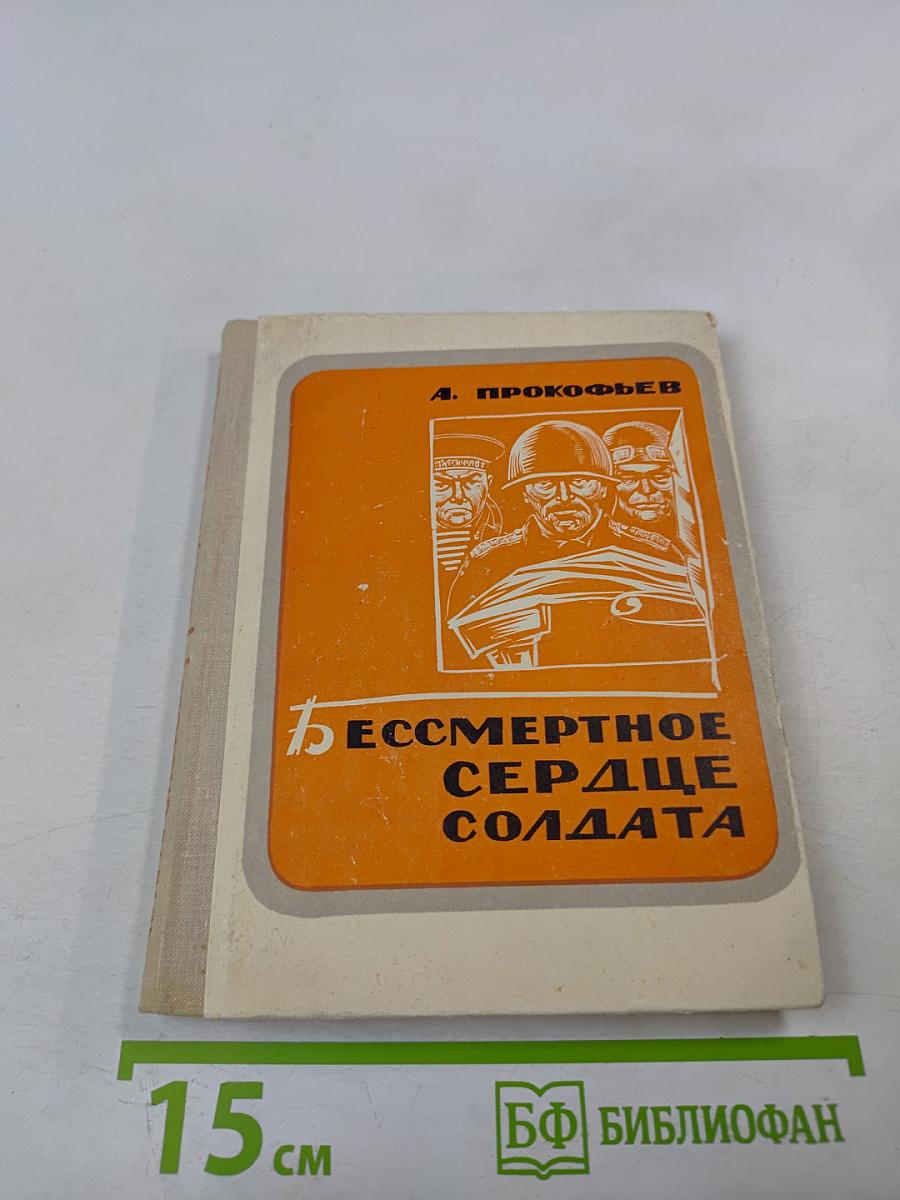 А. ПРОКОФЬЕВ
БЕССМЕРТНОЕ
СЕРДЦЕ
СОЛДАТА
15 см
БФ БИБЛИОФАН